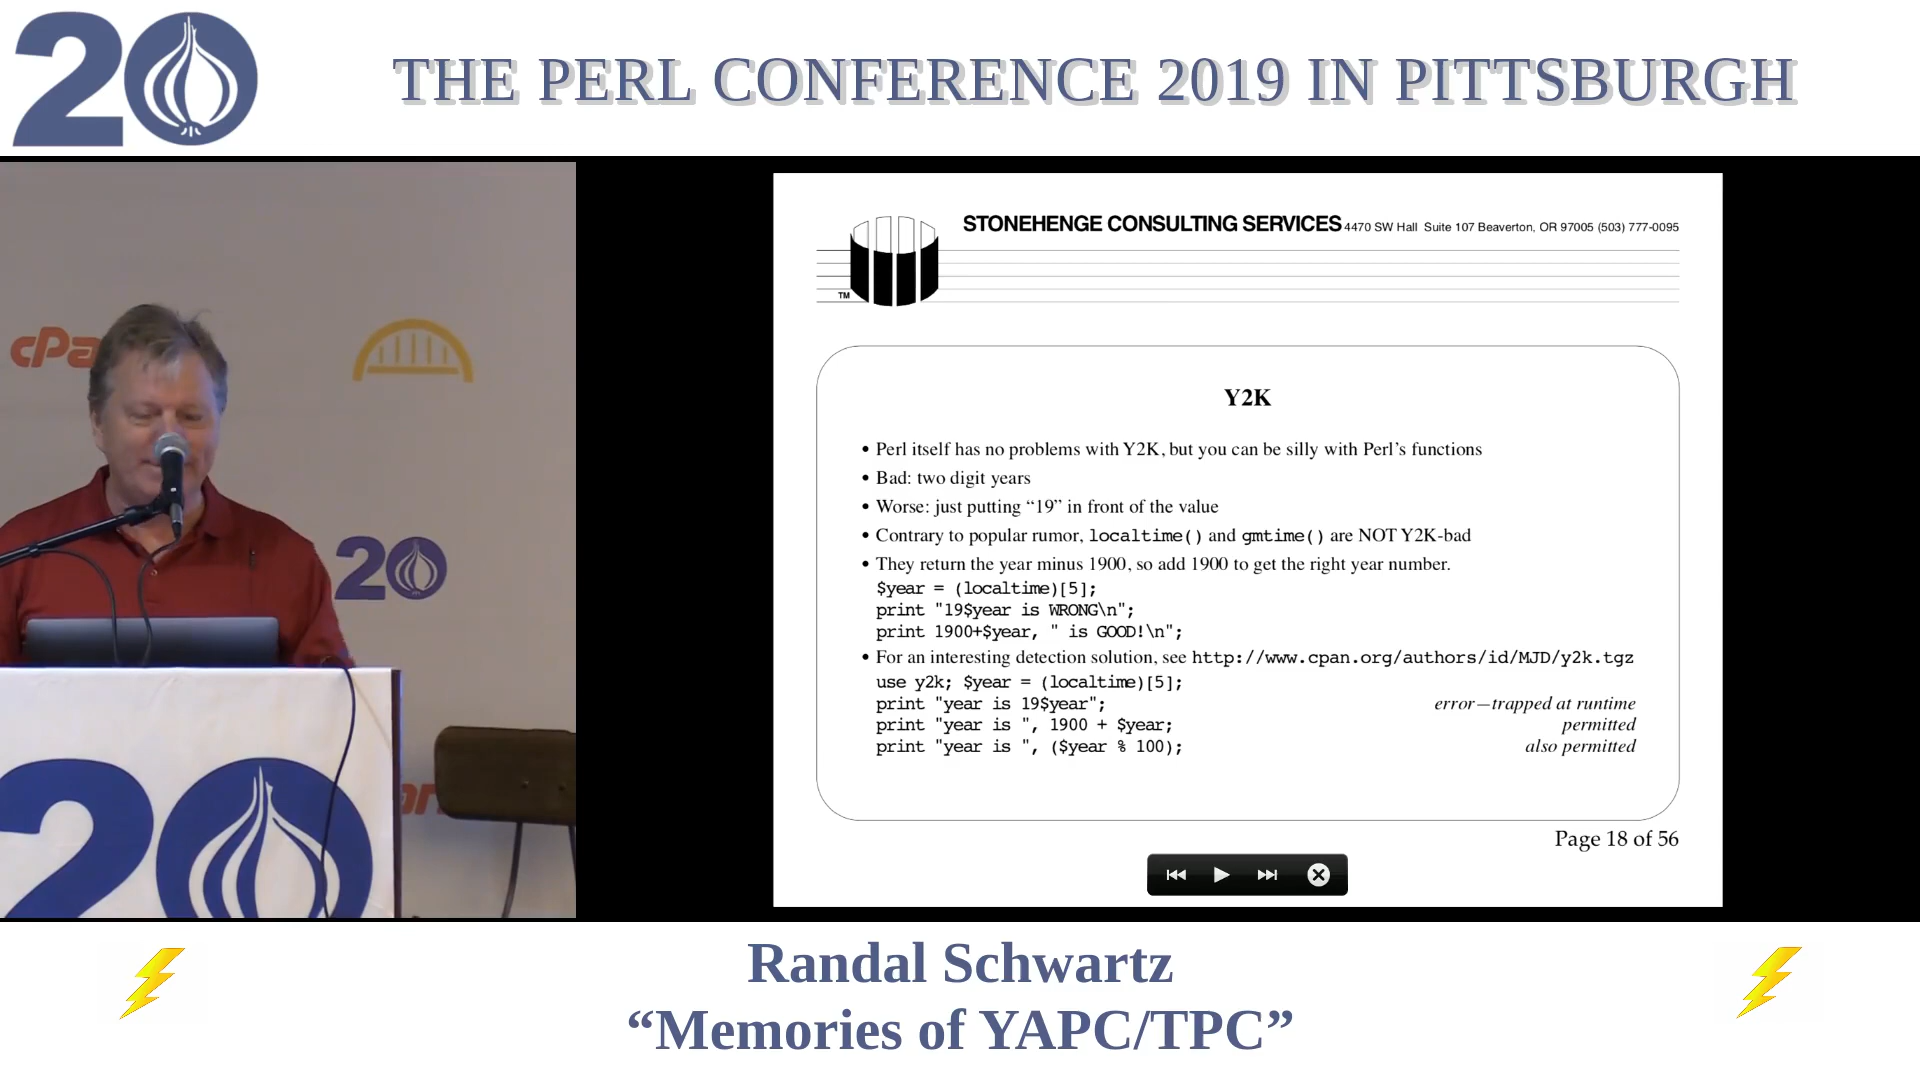 20
THE PERL CONFERENCE 2019 IN PITTSBURGH
cPa
20
20
STONEHENGE CONSULTING SERVICES 4470 SW Hall Suite 107 Beaverton, OR 97005 (503) 777-0095
TM
Y2K
• Perl itself has no problems with Y2K, but you can be silly with Perl’s functions
• Bad: two digit years
• Worse: just putting “19” in front of the value
• Contrary to popular rumor, localtime() and gmtime() are NOT Y2K-bad
• They return the year minus 1900, so add 1900 to get the right year number.
$year = (localtime)[5];
print "19$year is WRONG\n";
print 1900+$year, " is GOOD!\n";
• For an interesting detection solution, see http://www.cpan.org/authors/id/MJD/y2k.tgz
use y2k; $year = (localtime)[5];
print "year is 19$year"; error—trapped at runtime
print "year is ", 1900 + $year; permitted
print "year is ", ($year % 100); also permitted
Page 18 of 56
Randal Schwartz
“Memories of YAPC/TPC”